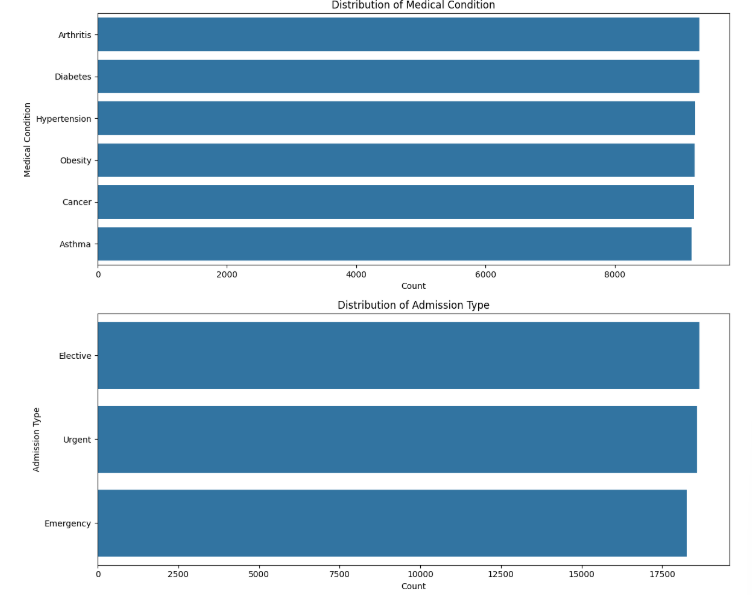 Distribution of Medical Condition
Medical Condition
Arthritis
Diabetes
Hypertension
Obesity
Cancer
Asthma
0 2000 4000 6000 8000
Count
Distribution of Admission Type
Admission Type
Elective
Urgent
Emergency
0 2500 5000 7500 10000 12500 15000 17500
Count